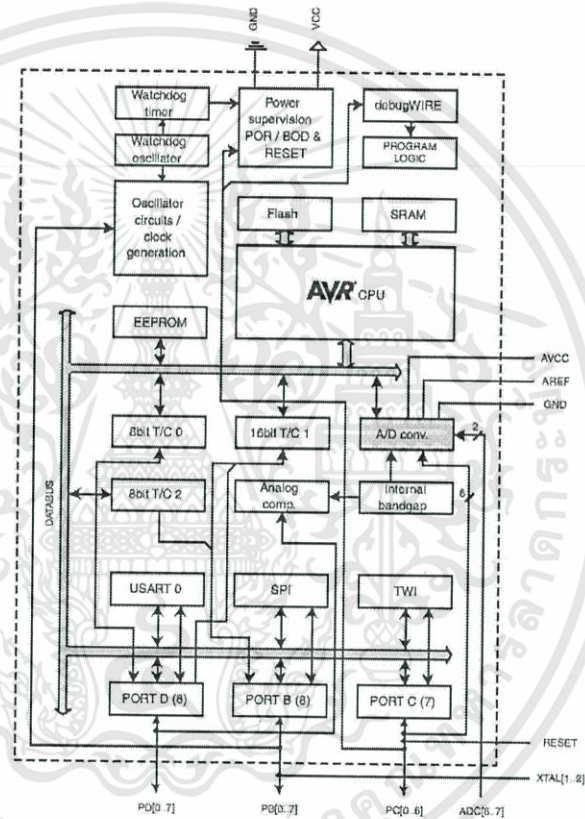 GND
VCC
Watchdog
timer
Power
supervision
POR / BOD &
RESET
debugWIRE
Watchdog
oscillator
PROGRAM
LOGIC
Oscillator
circuits /
clock
generation
Flash
SRAM
AVR CPU
EEPROM
AVCC
AREF
GND
8bit T/C 0
16bit T/C 1
A/D conv.
2
8bit T/C 2
Analog
comp.
Internal
bandgap
6
DATABUS
USART 0
SPI
TWI
PORT D (8)
PORT B (8)
PORT C (7)
RESET
XTAL[1..2]
PD[0..7]
PB[0..7]
PC[0..6]
ADC[6..7]